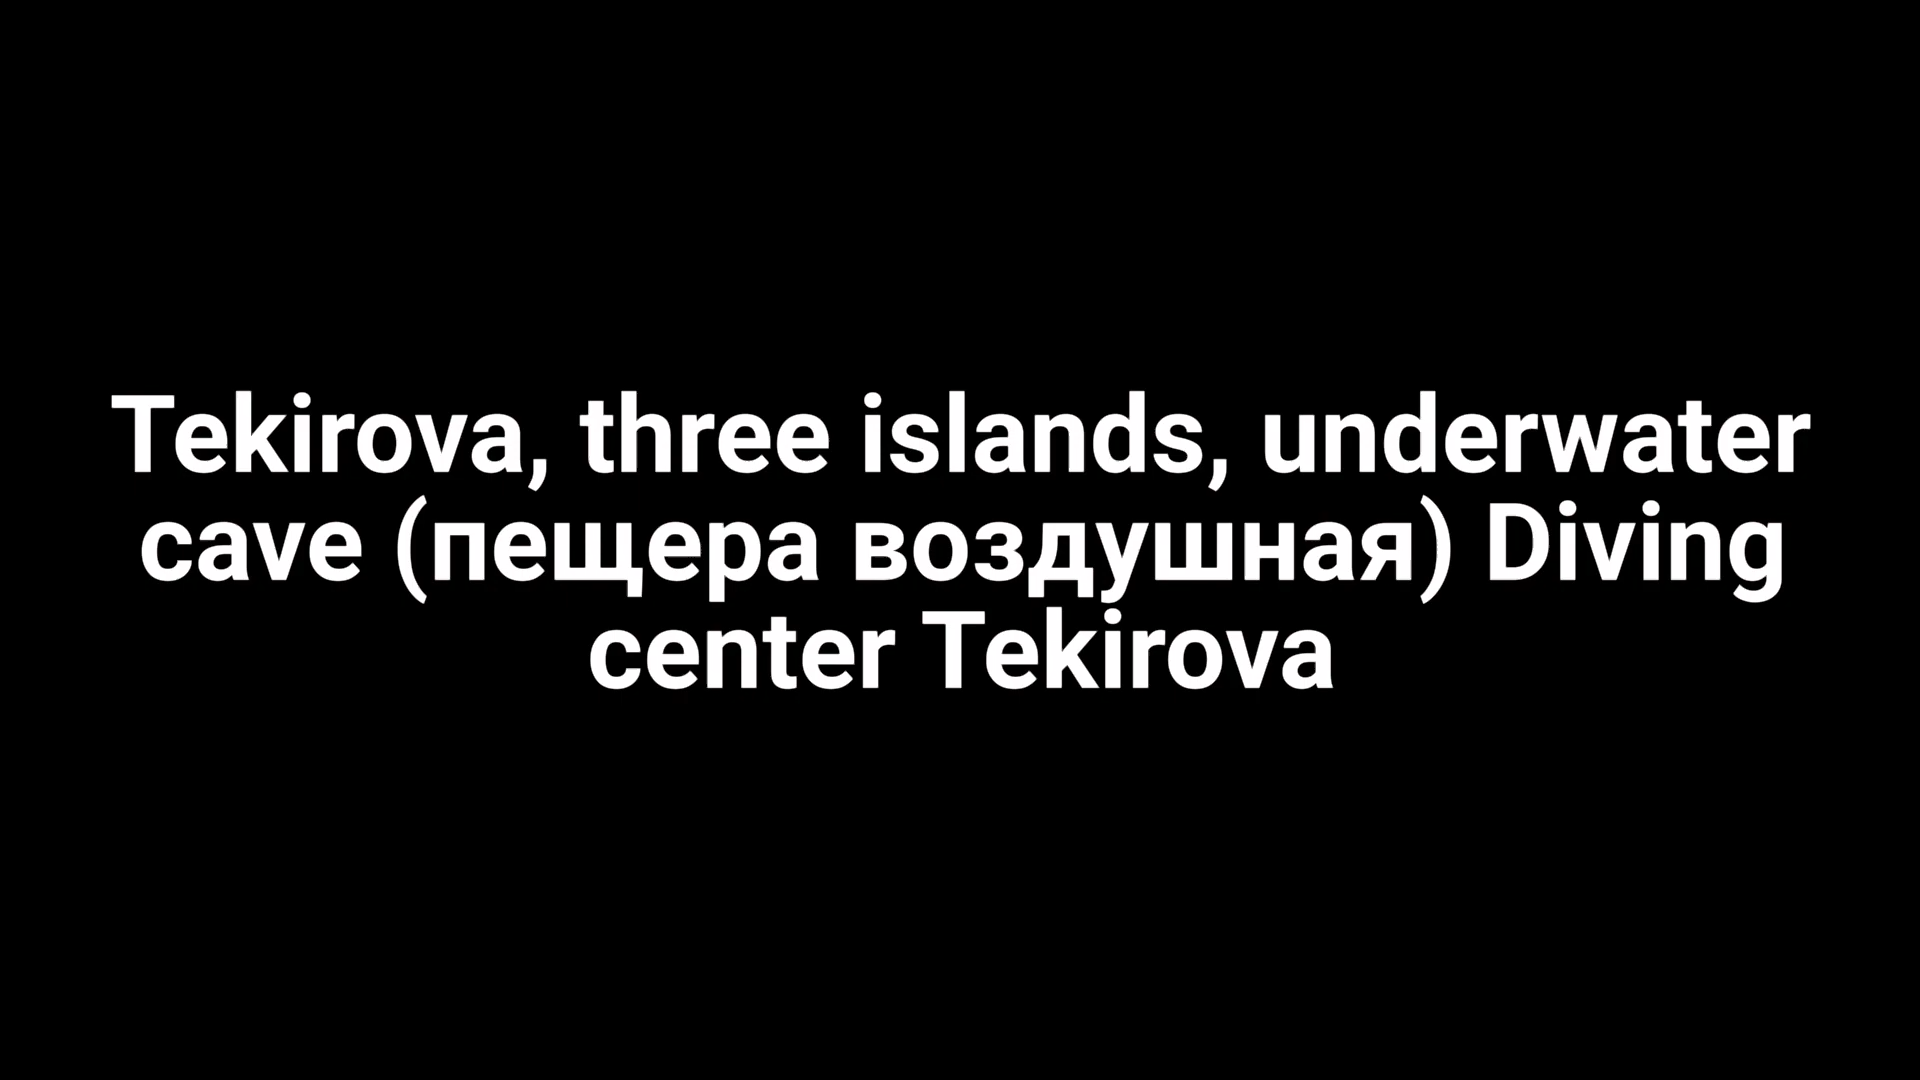 Tekirova, three islands, underwater
cave (пещера воздушная) Diving
center Tekirova